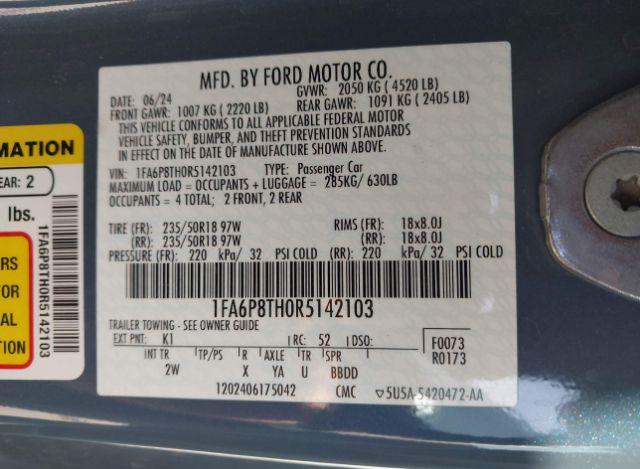 MFD. BY FORD MOTOR CO.
DATE: 06/24 GVWR: 2050 KG ( 4520 LB)
FRONT GAWR: 1007 KG ( 2220 LB) REAR GAWR: 1091 KG ( 2405 LB)
THIS VEHICLE CONFORMS TO ALL APPLICABLE FEDERAL MOTOR
VEHICLE SAFETY, BUMPER, AND THEFT PREVENTION STANDARDS
IN EFFECT ON THE DATE OF MANUFACTURE SHOWN ABOVE.
VIN: 1FA6P8TH0R5142103 TYPE: Passenger Car
MAXIMUM LOAD = OCCUPANTS + LUGGAGE = 285KG/ 630LB
OCCUPANTS = 4 TOTAL; 2 FRONT, 2 REAR
TIRE (FR): 235/50R18 97W RIMS (FR): 18x8.0J
(RR): 235/50R18 97W (RR): 18x8.0J
PRESSURE (FR): 220 kPa/ 32 PSI COLD (RR): 220 kPa/ 32 PSI COLD
1FA6P8TH0R5142103
TRAILER TOWING - SEE OWNER GUIDE
EXT PNT: K1 RC: 52 DSO: F0073
R0173
INT TR TP/PS R AXLE TR SPR
2W X YA U BBDD
1202406175042 CMC ▽5U5A-5420472-AA
MATION
EAR: 2
lbs.
RS
FOR
AL
ION
1FA6P8TH0R5142103